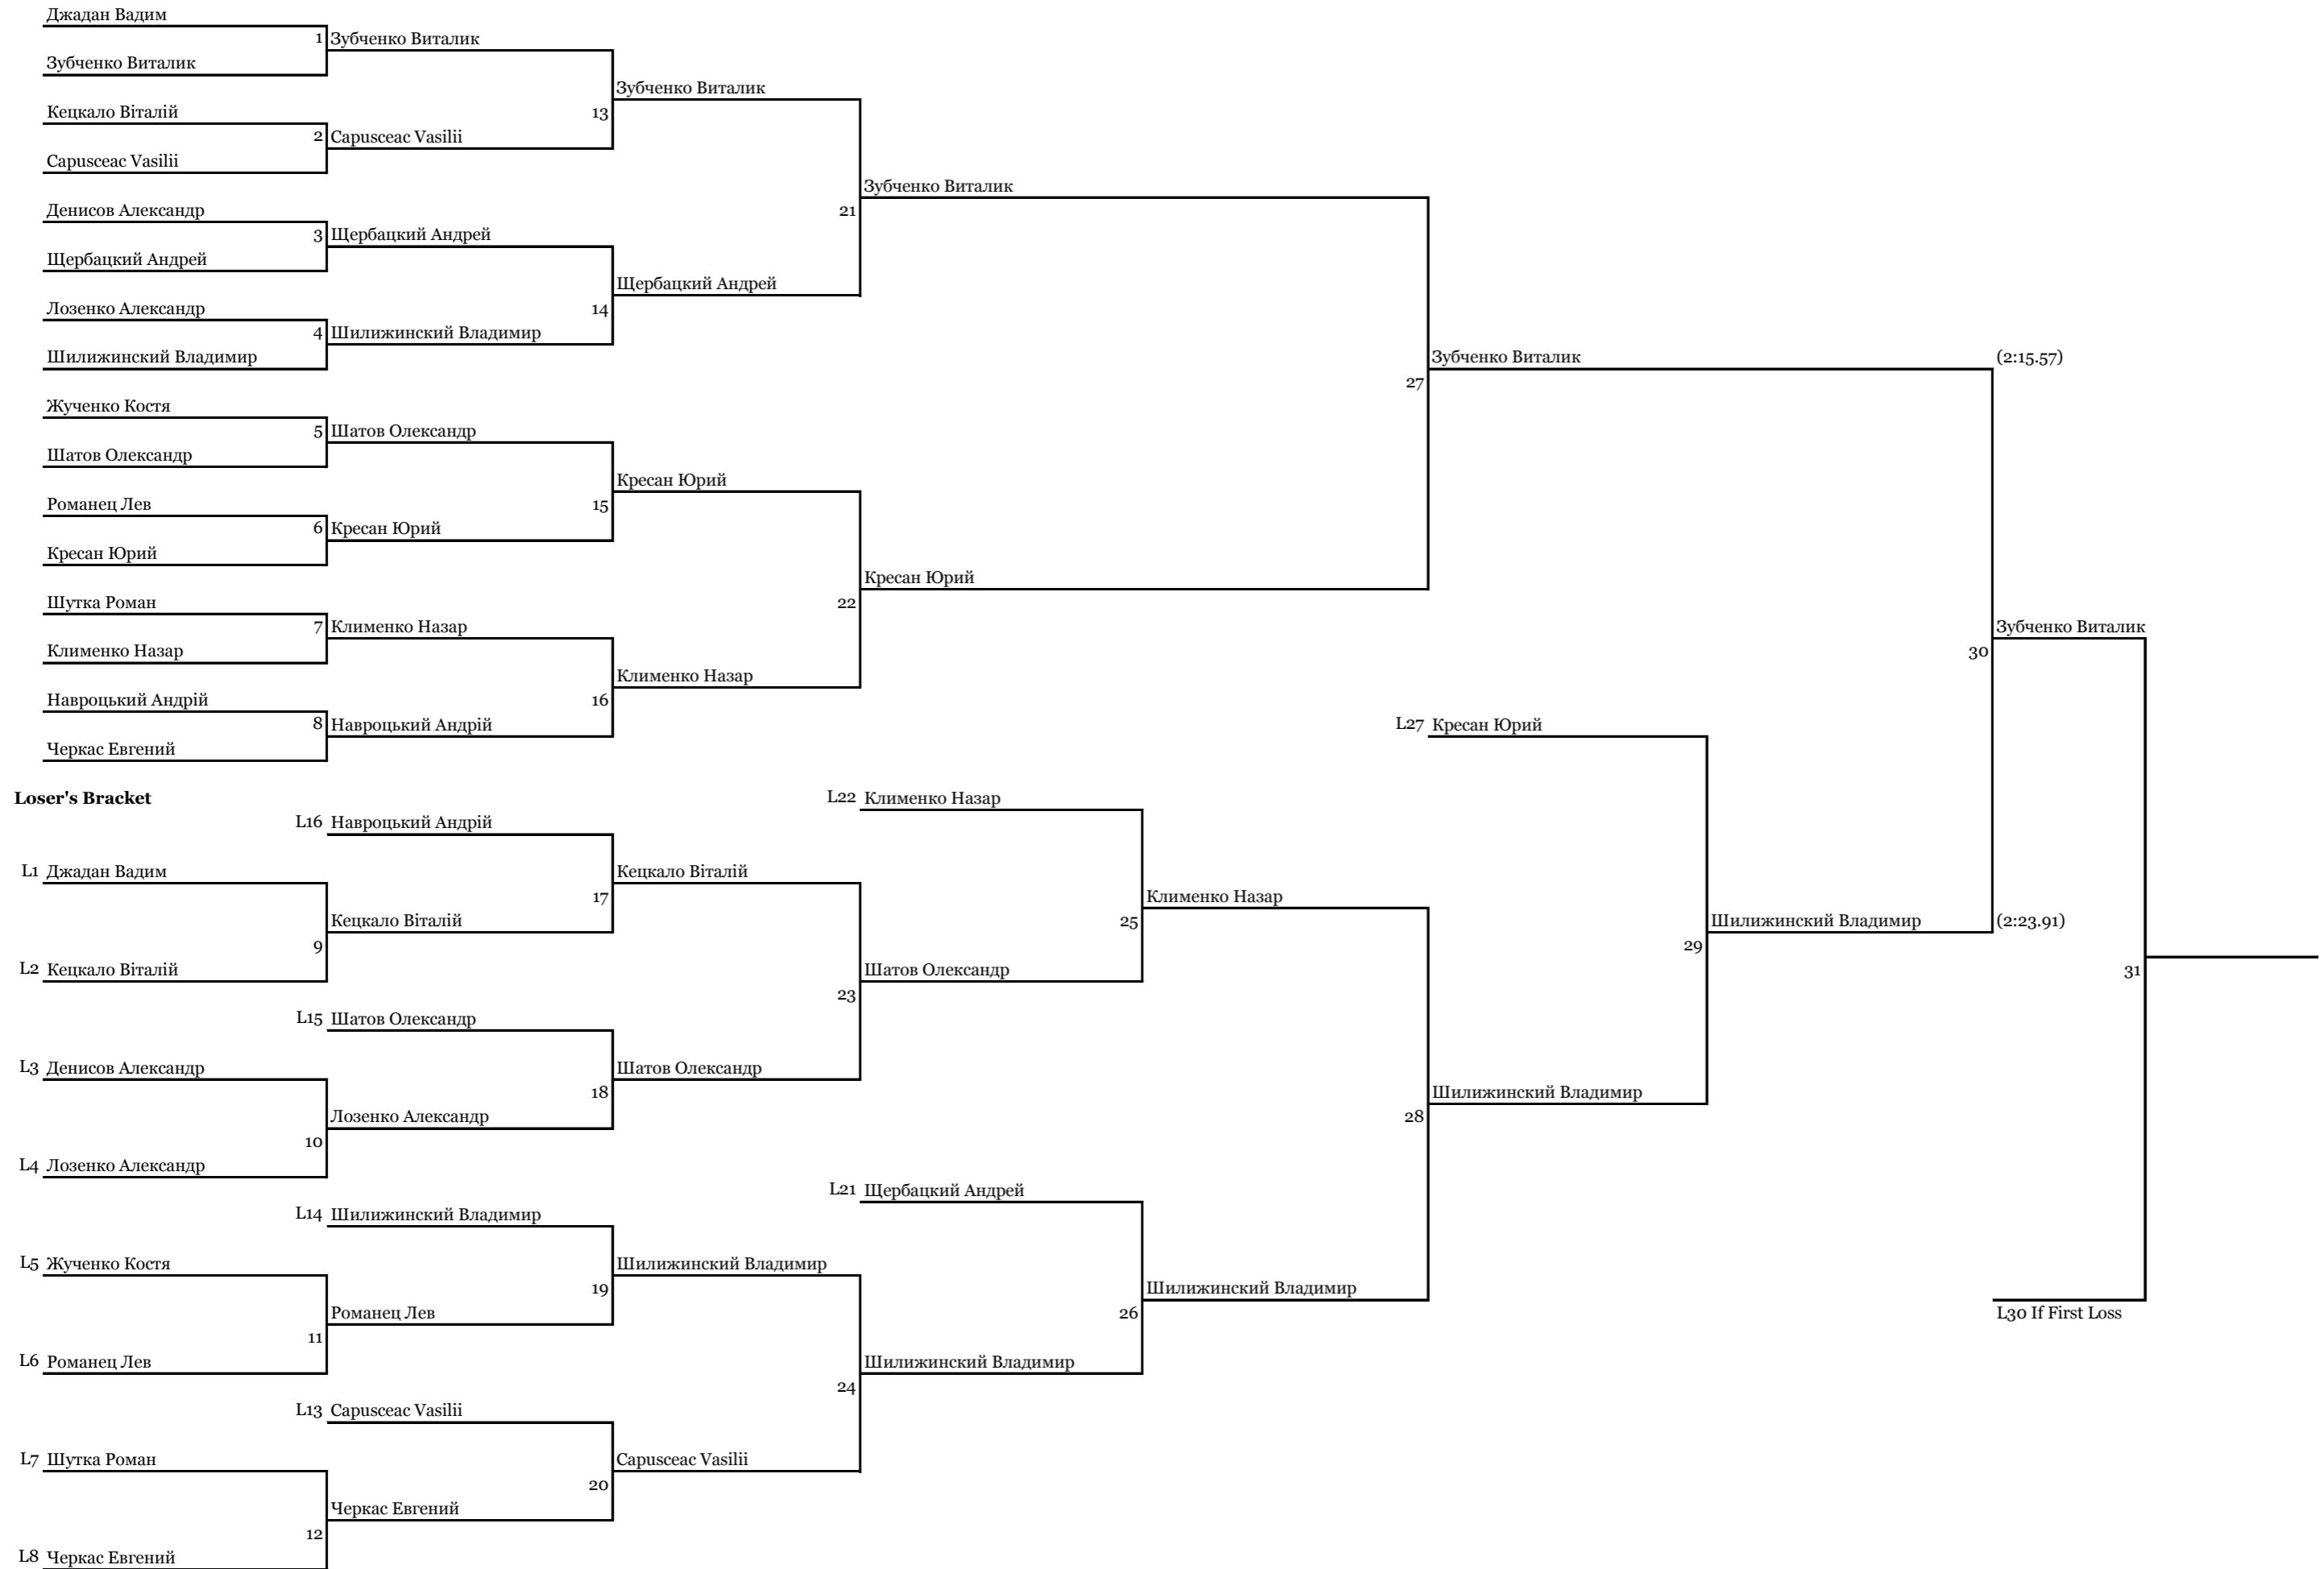 Джадан Вадим
1 Зубченко Виталик
Зубченко Виталик
Зубченко Виталик
13
Кецкало Віталій
2 Capusceac Vasilii
Capusceac Vasilii
Зубченко Виталик
21
Денисов Александр
3 Щербацкий Андрей
Щербацкий Андрей
Щербацкий Андрей
14
Лозенко Александр
4 Шилижинский Владимир
Шилижинский Владимир
Зубченко Виталик
(2:15.57)
27
Жученко Костя
5 Шатов Олександр
Шатов Олександр
Кресан Юрий
15
Романец Лев
6 Кресан Юрий
Кресан Юрий
Кресан Юрий
22
Шутка Роман
7 Клименко Назар
Клименко Назар
Зубченко Виталик
30
Клименко Назар
16
Навроцький Андрій
8 Навроцький Андрій
Черкас Евгений
L27 Кресан Юрий
Loser's Bracket
L22 Клименко Назар
L16 Навроцький Андрій
L1 Джадан Вадим
Кецкало Віталій
17
Клименко Назар
25
Кецкало Віталій
9
Шилижинский Владимир
(2:23.91)
29
L2 Кецкало Віталій
Шатов Олександр
23
31
L15 Шатов Олександр
L3 Денисов Александр
Шатов Олександр
18
Шилижинский Владимир
28
Лозенко Александр
10
L4 Лозенко Александр
L21 Щербацкий Андрей
L14 Шилижинский Владимир
L5 Жученко Костя
Шилижинский Владимир
19
Шилижинский Владимир
26
Романец Лев
11
L30 If First Loss
L6 Романец Лев
Шилижинский Владимир
24
L13 Capusceac Vasilii
L7 Шутка Роман
Capusceac Vasilii
20
Черкас Евгений
12
L8 Черкас Евгений